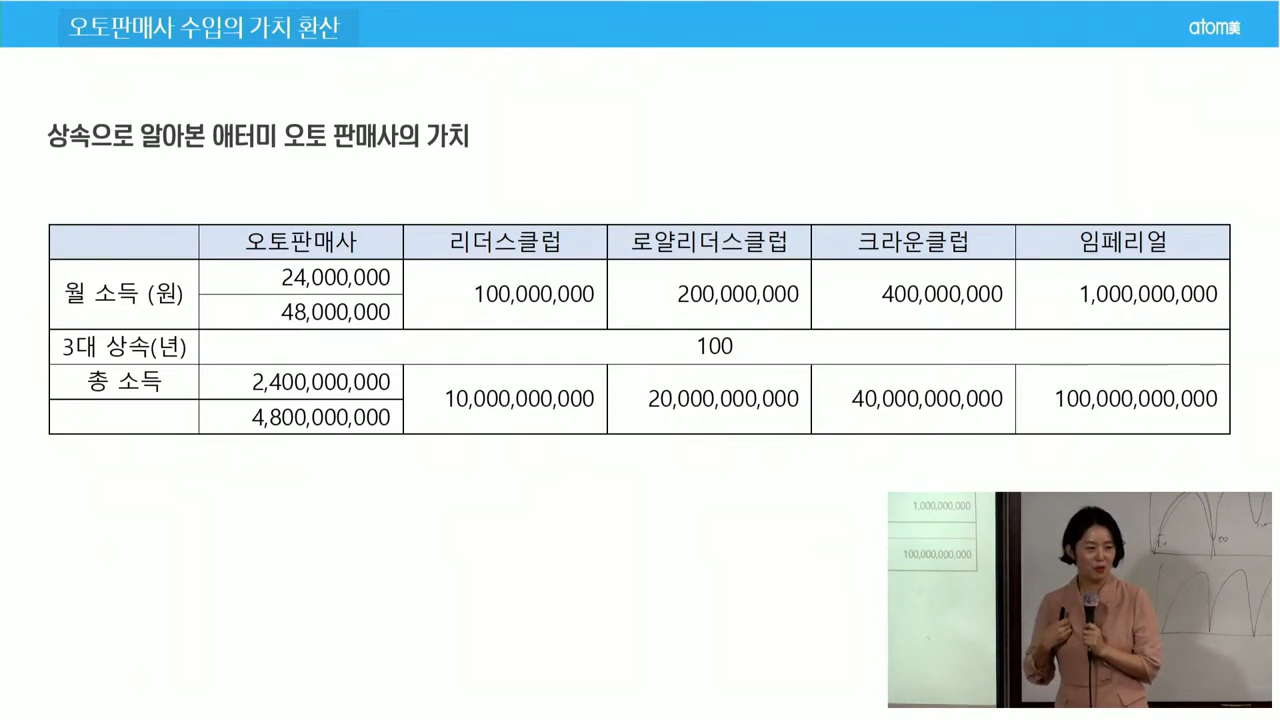 오토판매사 수입의 가치 환산
atom美
상속으로 알아본 애터미 오토 판매사의 가치
오토판매사 리더스클럽 로얄리더스클럽 크라운클럽 임페리얼
월 소득 (원) 24,000,000 100,000,000 200,000,000 400,000,000 1,000,000,000
48,000,000
3대 상속(년) 100
총 소득 2,400,000,000 10,000,000,000 20,000,000,000 40,000,000,000 100,000,000,000
4,800,000,000
1,000,000,000
100,000,000,000